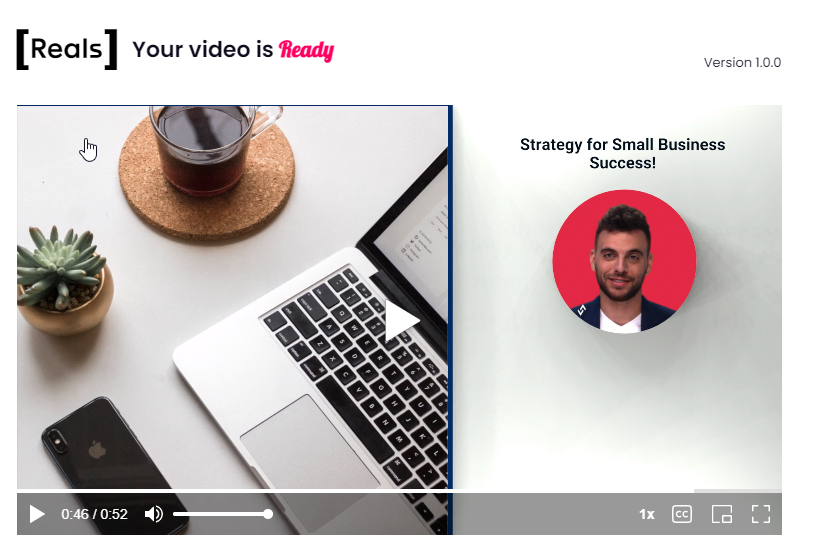 [Reals] Your video is Ready
Version 1.0.0
Strategy for Small Business
Success!
0:46 / 0:52
1x
CC